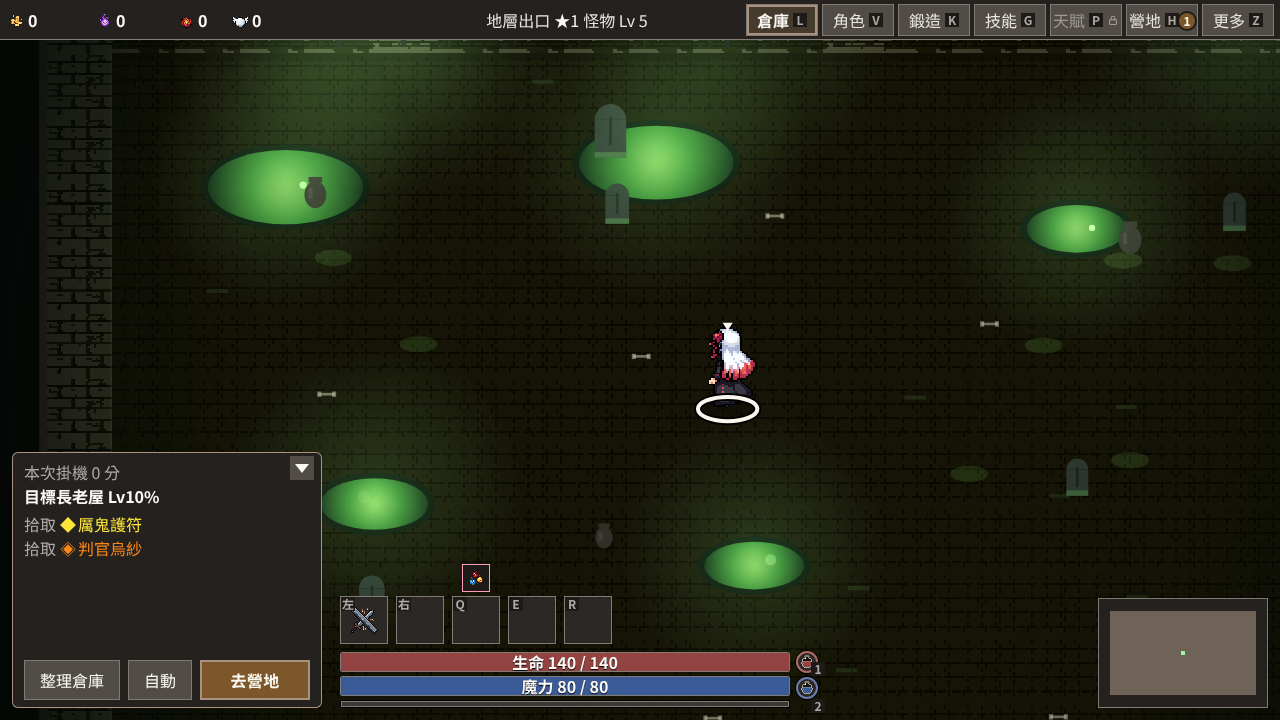 0 0 0 0 地層出口 ★1 怪物 Lv 5 倉庫 L 角色 V 鍛造 K 技能 G 天賦 P 營地 H 1 更多 Z
本次掛機 0 分
目標長老屋 Lv10%
拾取 ◆厲鬼護符
拾取 ◈判官烏紗
整理倉庫 自動 去營地
左 右 Q E R
生命 140 / 140 1
魔力 80 / 80 2